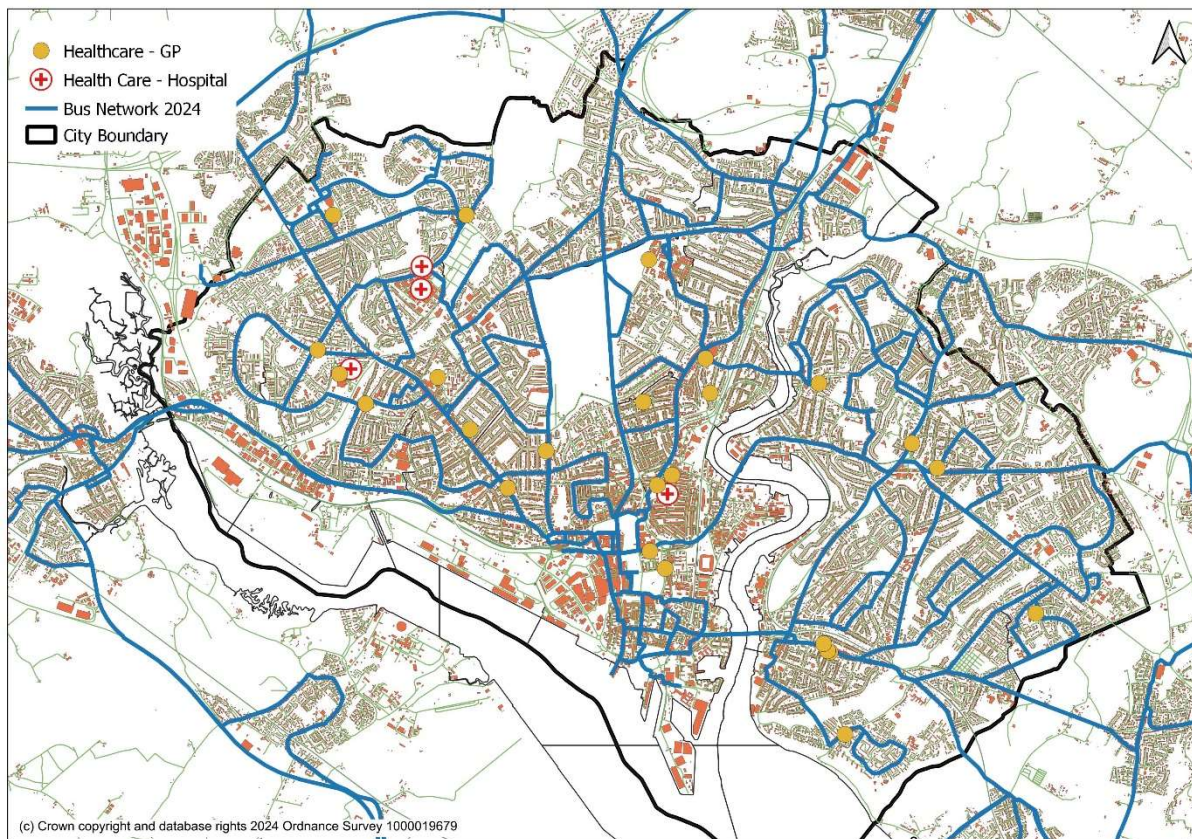 Healthcare - GP
Health Care - Hospital
Bus Network 2024
City Boundary
(c) Crown copyright and database rights 2024 Ordnance Survey 1000019679